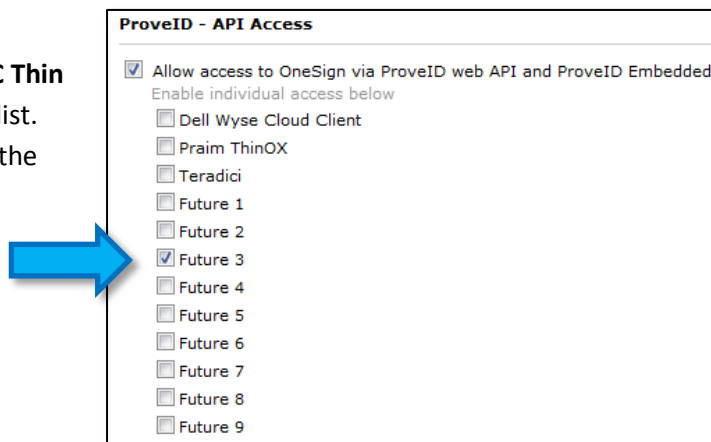 ProveID - API Access
Thin
list.
the
Allow access to OneSign via ProveID web API and ProveID Embedded
Enable individual access below
Dell Wyse Cloud Client
Praim ThinOX
Teradici
Future 1
Future 2
Future 3
Future 4
Future 5
Future 6
Future 7
Future 8
Future 9